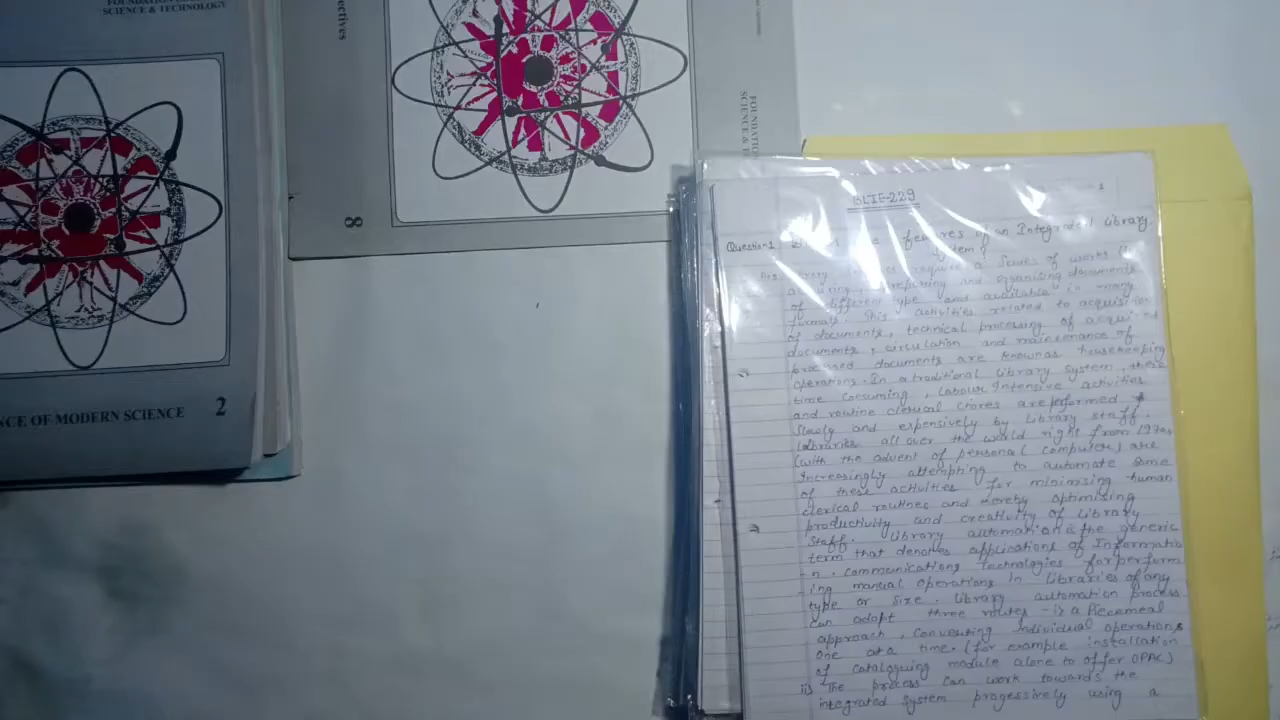 FOUNDATION
SCIENCE & TECHNOLOGY
NCE OF MODERN SCIENCE 2
ectives
8
FOUNDATION
SCIENCE &
BLIE-229
1
Question 1 features of an Integrated Library
System?
Ans require a series of works
and organising documents
of different type and available in many
formats. This activities related to acquisition
of documents, technical processing of acquired
documents, circulation and maintenance of
processed documents are known as housekeeping
operations. In a traditional library system, these
time consuming, Labour Intensive activities
and routine clerical chores are performed
slowly and expensively by Library staff.
Libraries all over the world right from 1970s
(with the advent of personal computers) are
Increasingly attempting to automate some
of these activities for minimising human
clerical routines and thereby optimising
productivity and creativity of Library
staff. Library automation is the generic
term that denotes applications of Informatio
-n. Communications Technologies for perform
-ing manual operations in libraries of any
type or size. Library automation process
can adopt three routes - i) a Piecemeal
approach, converting individual operations
one at a time. (for example installation
of cataloguing module alone to offer OPAC)
ii) The process can work towards the
integrated system progessively using a